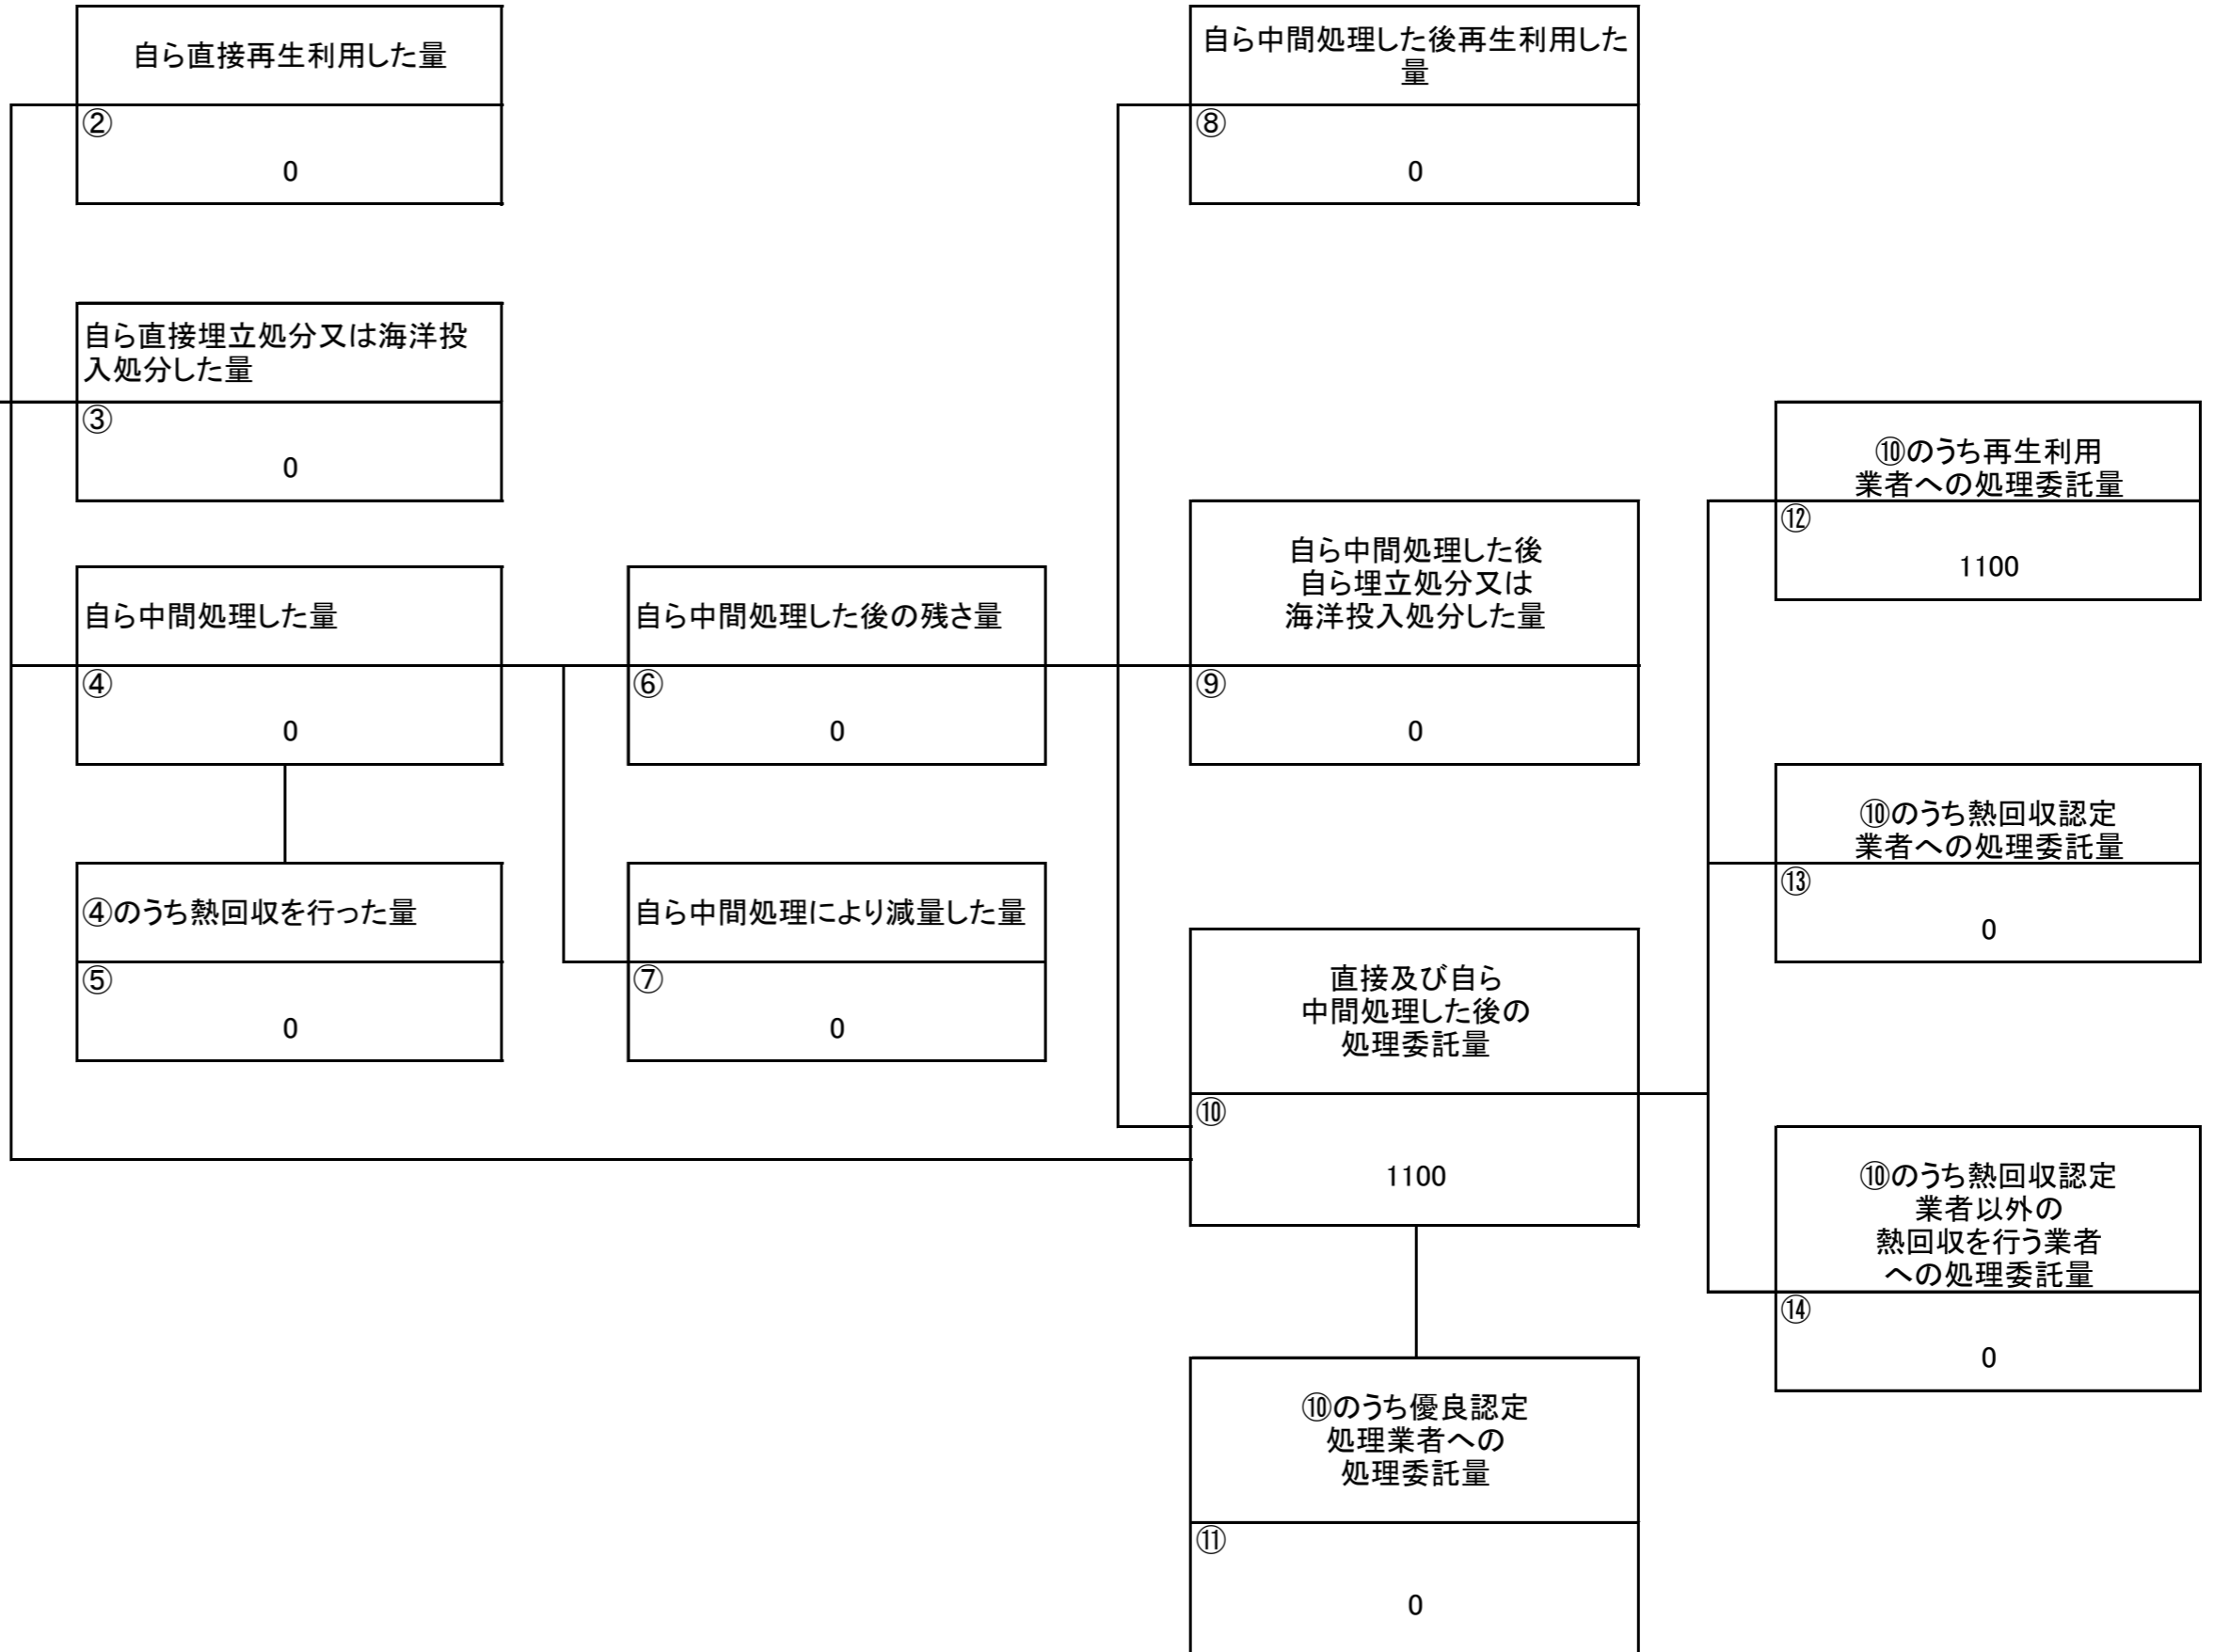 自ら直接再生利用した量
②
0
自ら直接埋立処分又は海洋投
入処分した量
③
0
自ら中間処理した量
④
0
④のうち熱回収を行った量
⑤
0
自ら中間処理した後の残さ量
⑥
0
自ら中間処理により減量した量
⑦
0
自ら中間処理した後再生利用した
量
⑧
0
自ら中間処理した後
自ら埋立処分又は
海洋投入処分した量
⑨
0
直接及び自ら
中間処理した後の
処理委託量
⑩
1100
⑩のうち優良認定
処理業者への
処理委託量
⑪
0
⑩のうち再生利用
業者への処理委託量
⑫
1100
⑩のうち熱回収認定
業者への処理委託量
⑬
0
⑩のうち熱回収認定
業者以外の
熱回収を行う業者
への処理委託量
⑭
0